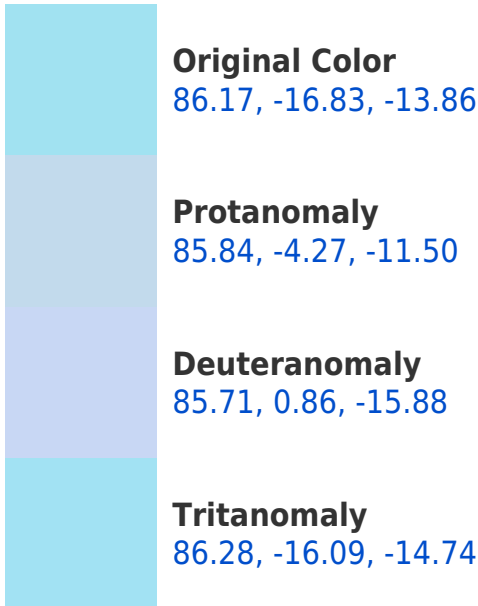 Original Color
86.17, -16.83, -13.86
Protanomaly
85.84, -4.27, -11.50
Deuteranomaly
85.71, 0.86, -15.88
Tritanomaly
86.28, -16.09, -14.74